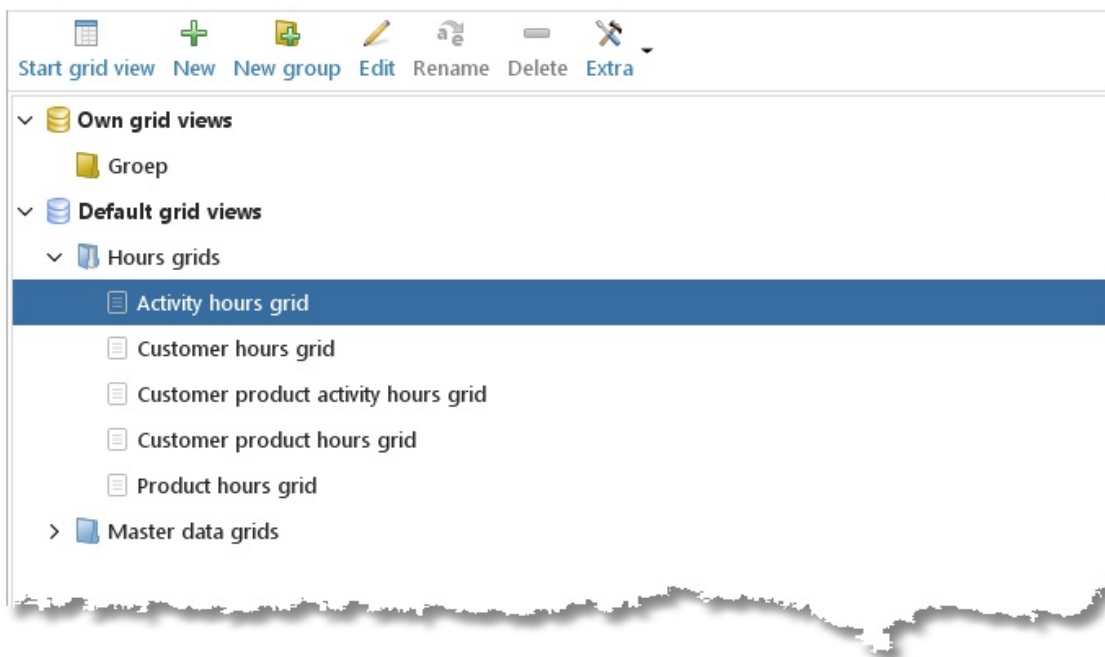 Start grid view New New group Edit Rename Delete Extra
Own grid views
Groep
Default grid views
Hours grids
Activity hours grid
Customer hours grid
Customer product activity hours grid
Customer product hours grid
Product hours grid
Master data grids